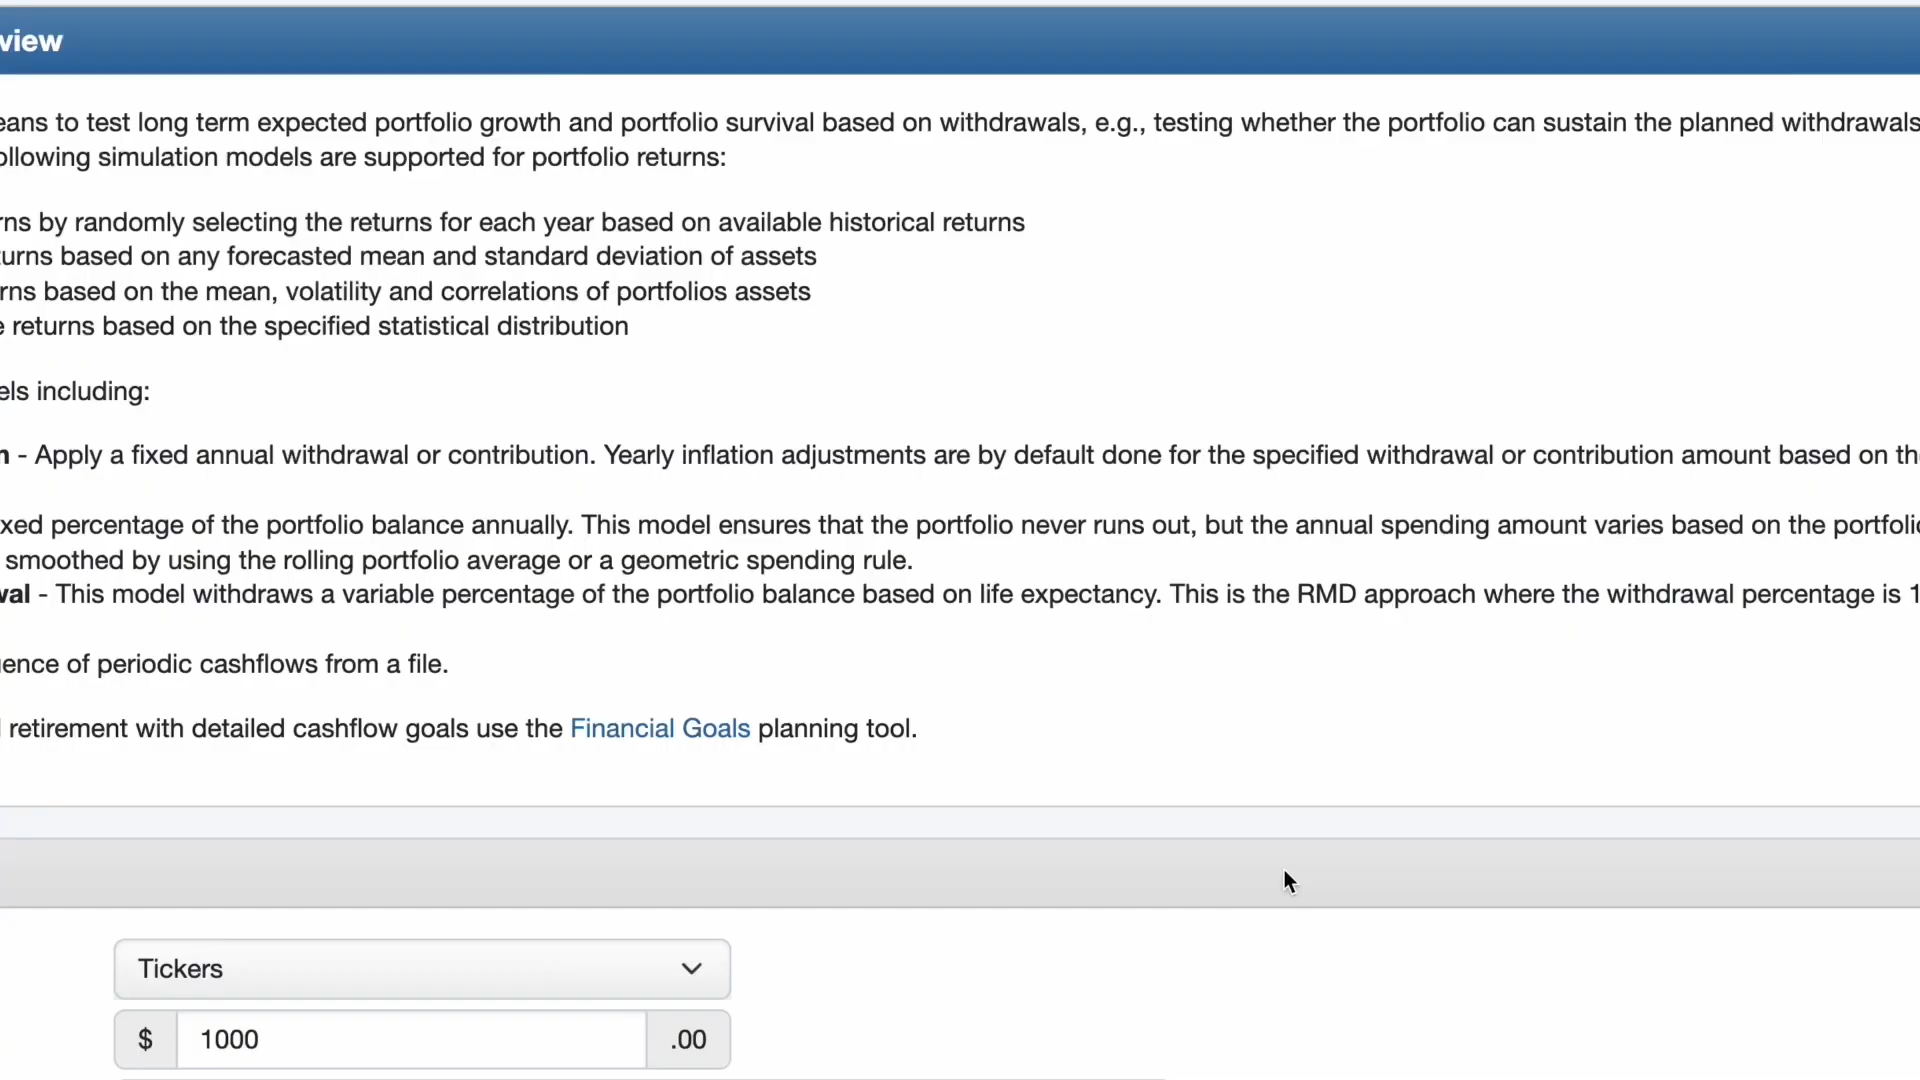 view
eans to test long term expected portfolio growth and portfolio survival based on withdrawals, e.g., testing whether the portfolio can sustain the planned withdrawals
ollowing simulation models are supported for portfolio returns:
rns by randomly selecting the returns for each year based on available historical returns
turns based on any forecasted mean and standard deviation of assets
rns based on the mean, volatility and correlations of portfolios assets
e returns based on the specified statistical distribution
els including:
n - Apply a fixed annual withdrawal or contribution. Yearly inflation adjustments are by default done for the specified withdrawal or contribution amount based on th
xed percentage of the portfolio balance annually. This model ensures that the portfolio never runs out, but the annual spending amount varies based on the portfolio
smoothed by using the rolling portfolio average or a geometric spending rule.
wal - This model withdraws a variable percentage of the portfolio balance based on life expectancy. This is the RMD approach where the withdrawal percentage is 1
uence of periodic cashflows from a file.
retirement with detailed cashflow goals use the Financial Goals planning tool.
Tickers
$ 1000 .00